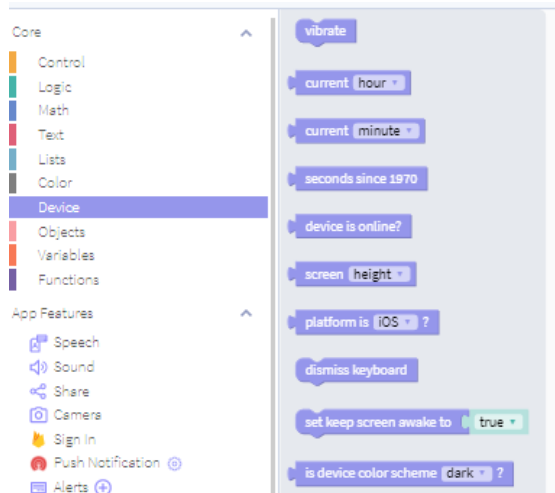 Core
Control
Logic
Math
Text
Lists
Color
Device
Objects
Variables
Functions
App Features
Speech
Sound
Share
Camera
Sign In
Push Notification
Alerts
vibrate
current hour
current minute
seconds since 1970
device is online?
screen height
platform is iOS ?
dismiss keyboard
set keep screen awake to true
is device color scheme dark ?